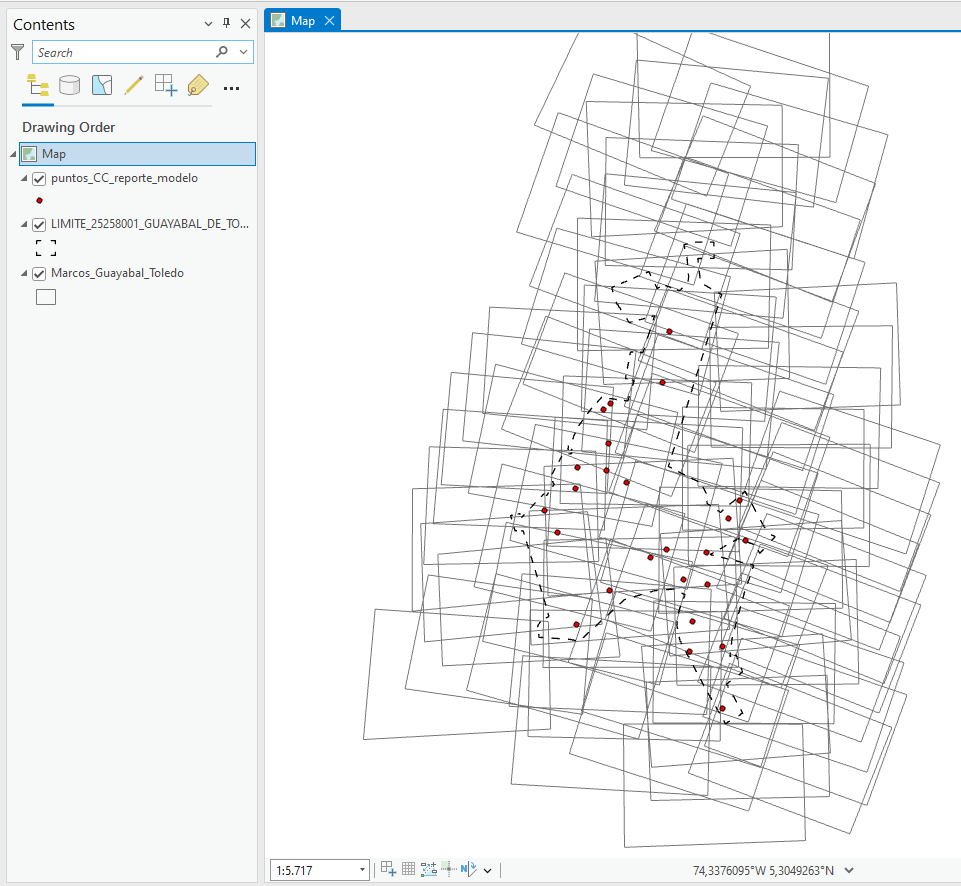 Contents
Search
Drawing Order
Map
puntos_CC_reporte_modelo
LIMITE_25258001_GUAYABAL_DE_TO...
Marcos_Guayabal_Toledo
Map
1:5.717
N
74,3376095°W 5,3049263°N